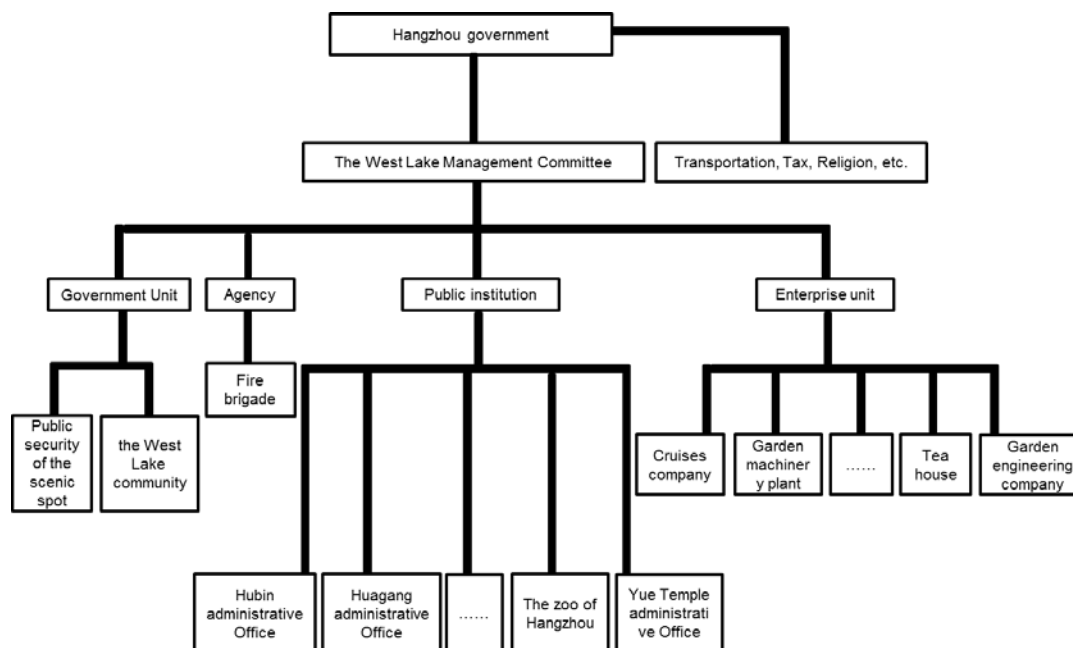 Hangzhou government
The West Lake Management Committee
Transportation, Tax, Religion, etc.
Government Unit
Agency
Public institution
Enterprise unit
Fire
brigade
Public
security
of the
scenic
spot
the West
Lake
community
Cruises
company
Garden
machiner
y plant
……
Tea
house
Garden
engineering
company
Hubin
administrative
Office
Huagang
administrative
Office
……
The zoo of
Hangzhou
Yue Temple
administrati
ve Office